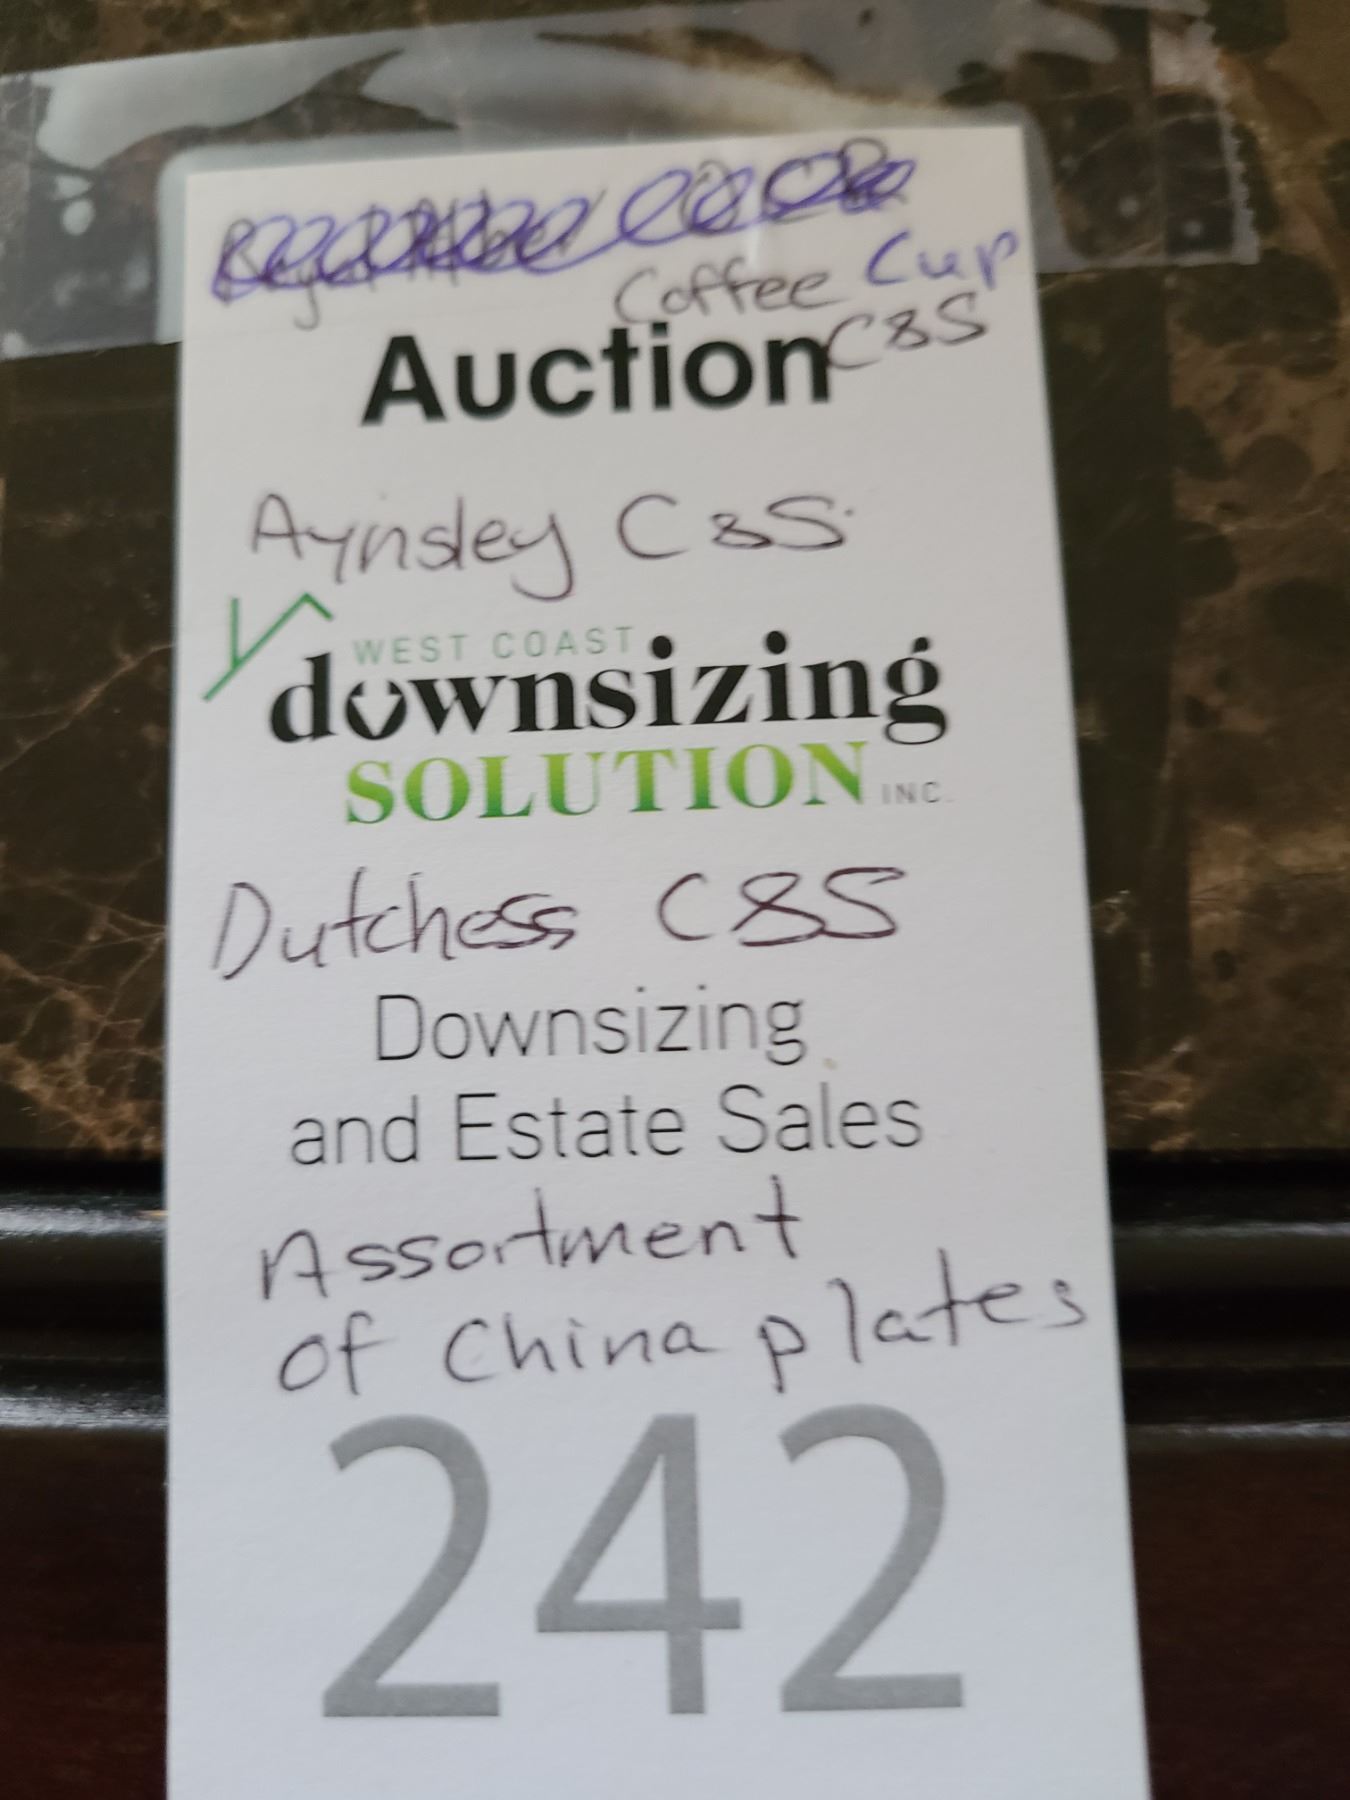 Coffee Cup
Auction C&S
Aynsley C&S
WEST COAST
downsizing
SOLUTION INC.
Dutchess C&S
Downsizing
and Estate Sales
Assortment
of China plates
242